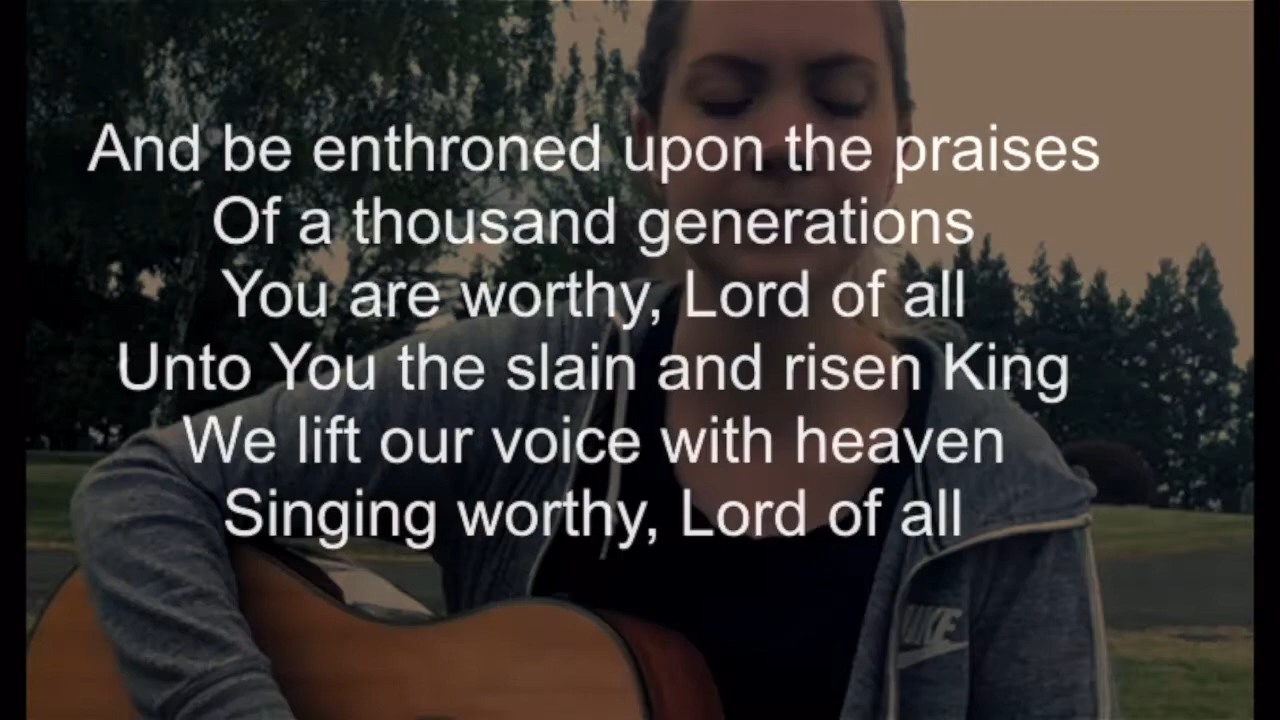 And be enthroned upon the praises
Of a thousand generations
You are worthy, Lord of all
Unto You the slain and risen King
We lift our voice with heaven
Singing worthy, Lord of all
NIKE